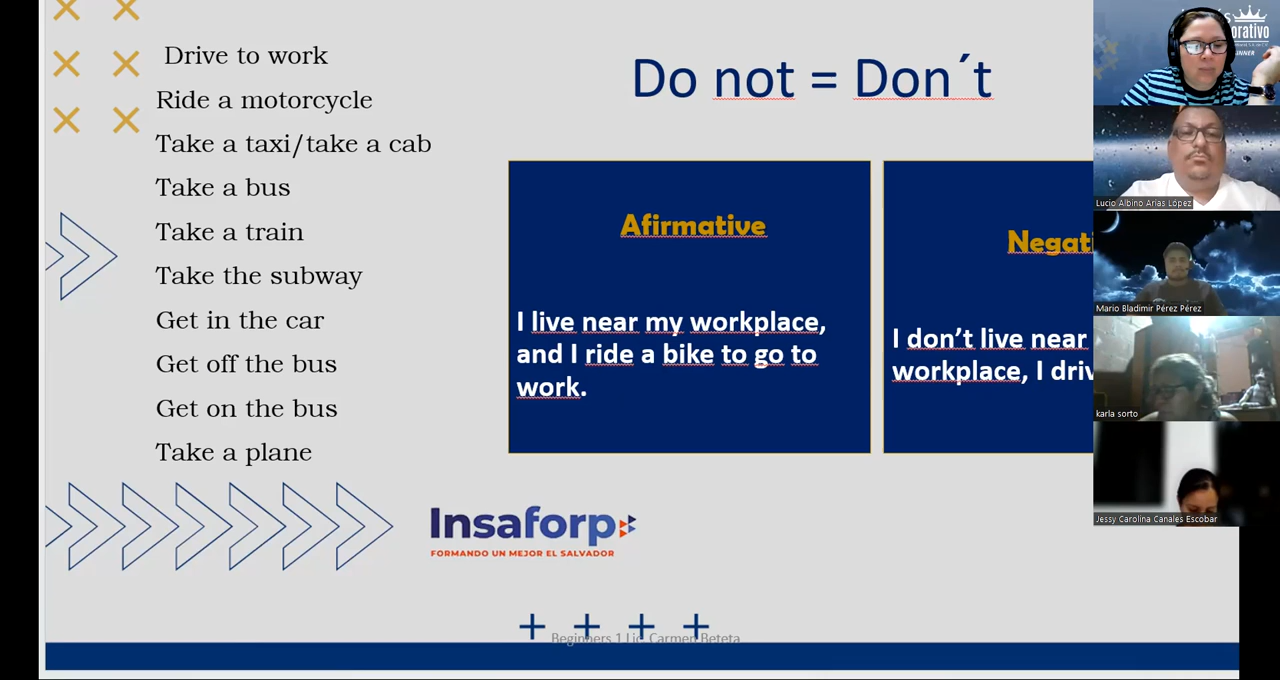 Drive to work
Ride a motorcycle
Take a taxi/take a cab
Take a bus
Take a train
Take the subway
Get in the car
Get off the bus
Get on the bus
Take a plane
Do not = Don´t
Afirmative
I live near my workplace,
and I ride a bike to go to
work.
Negati
I don’t live near
workplace, I driv
Insaforp
FORMANDO UN MEJOR EL SALVADOR
Beginners 1 Lic. Carmen Beteta
orativo
Lucio Albino Arias López
Mario Bladimir Pérez Pérez
karla sorto
Jessy Carolina Canales Escobar